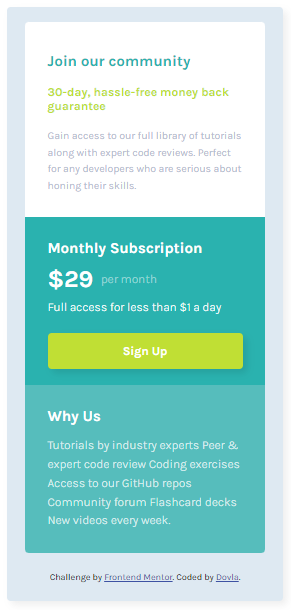 Join our community
30-day, hassle-free money back
guarantee
Gain access to our full library of tutorials
along with expert code reviews. Perfect
for any developers who are serious about
honing their skills.
Monthly Subscription
$29 per month
Full access for less than $1 a day
Sign Up
Why Us
Tutorials by industry experts Peer &
expert code review Coding exercises
Access to our GitHub repos
Community forum Flashcard decks
New videos every week.
Challenge by Frontend Mentor. Coded by Dovla.